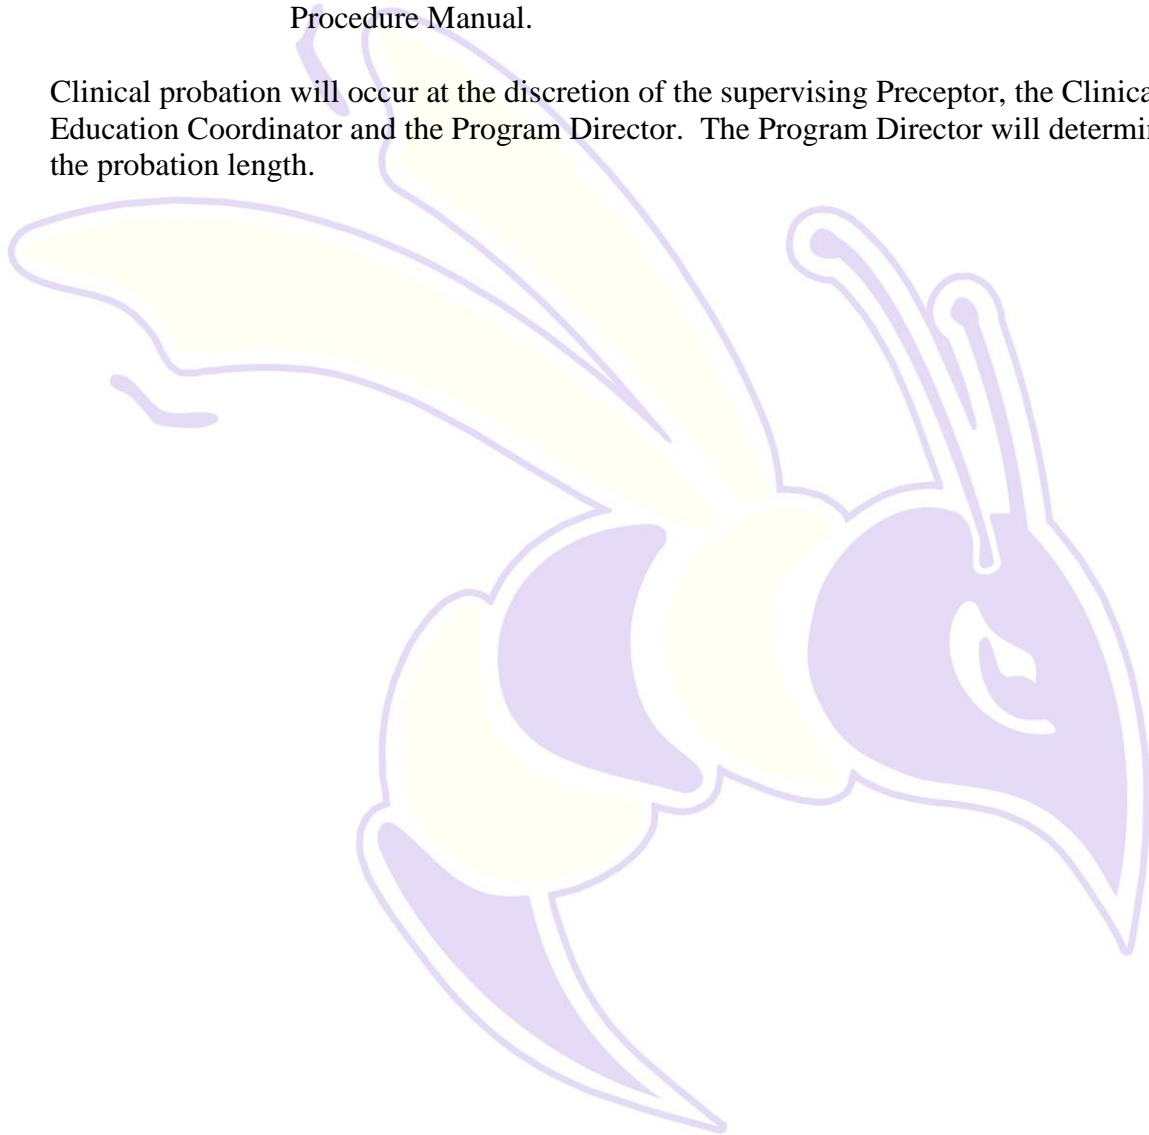 Procedure Manual.
Clinical probation will occur at the discretion of the supervising Preceptor, the Clinica
Education Coordinator and the Program Director.  The Program Director will determi
the probation length.